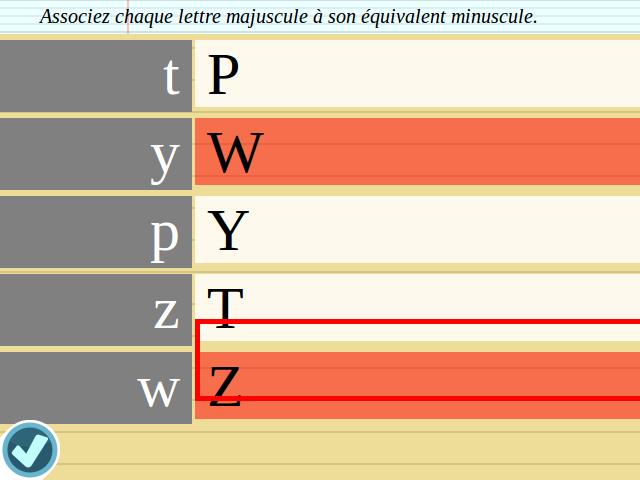 Associez chaque lettre majuscule à son équivalent minuscule.
t P
y W
p Y
z T
w Z